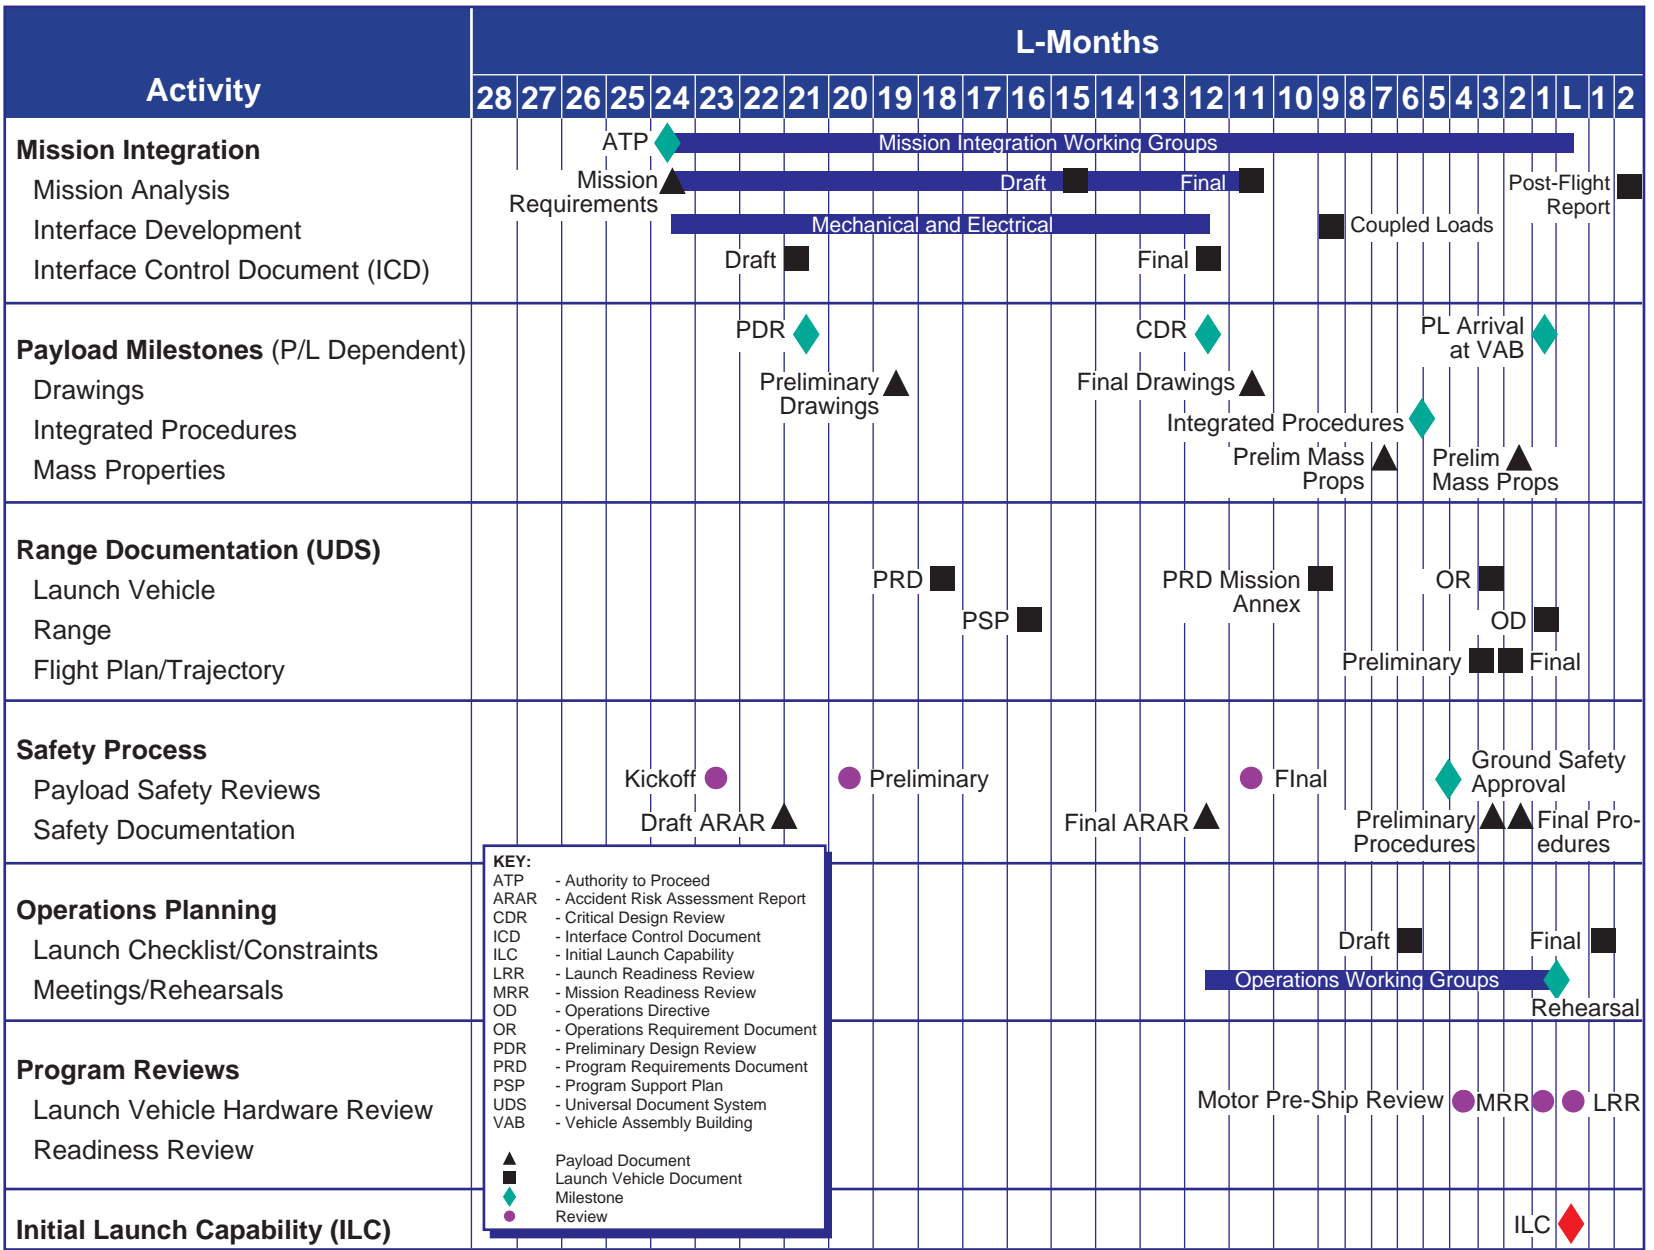 L-Months
Activity
28 27 26 25 24 23 22 21 20 19 18 17 16 15 14 13 12 11 10 9 8 7 6 5 4 3 2 1 L 1 2
Mission Integration
ATP
Mission Integration Working Groups
Mission Analysis
Mission
Requirements
Draft
Final
Post-Flight
Report
Interface Development
Mechanical and Electrical
Coupled Loads
Interface Control Document (ICD)
Draft
Final
Payload Milestones (P/L Dependent)
PDR
CDR
PL Arrival
at VAB
Drawings
Preliminary
Drawings
Final Drawings
Integrated Procedures
Integrated Procedures
Mass Properties
Prelim Mass
Props
Prelim
Mass Props
Range Documentation (UDS)
Launch Vehicle
PRD
PRD Mission
Annex
OR
Range
PSP
OD
Flight Plan/Trajectory
Preliminary
Final
Safety Process
Payload Safety Reviews
Kickoff
Preliminary
FInal
Ground Safety
Approval
Safety Documentation
Draft ARAR
Final ARAR
Preliminary
Procedures
Final Pro-
edures
Operations Planning
Launch Checklist/Constraints
Draft
Final
Meetings/Rehearsals
Operations Working Groups
Rehearsal
Program Reviews
Launch Vehicle Hardware Review
Motor Pre-Ship Review
MRR
LRR
Readiness Review
Initial Launch Capability (ILC)
ILC
KEY:
ATP - Authority to Proceed
ARAR - Accident Risk Assessment Report
CDR - Critical Design Review
ICD - Interface Control Document
ILC - Initial Launch Capability
LRR - Launch Readiness Review
MRR - Mission Readiness Review
OD - Operations Directive
OR - Operations Requirement Document
PDR - Preliminary Design Review
PRD - Program Requirements Document
PSP - Program Support Plan
UDS - Universal Document System
VAB - Vehicle Assembly Building
Payload Document
Launch Vehicle Document
Milestone
Review